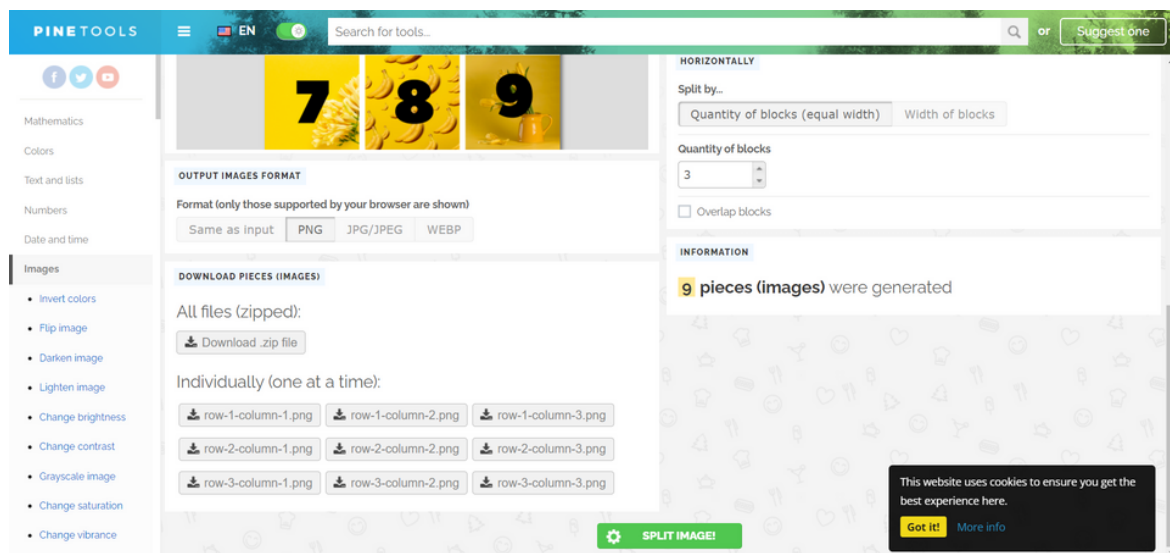 PINETOOLS
EN
Search for tools...
or
Suggest one
Mathematics
Colors
Text and lists
Numbers
Date and time
Images
Invert colors
Flip image
Darken image
Lighten image
Change brightness
Change contrast
Grayscale image
Change saturation
Change vibrance
7 8 9
OUTPUT IMAGES FORMAT
Format (only those supported by your browser are shown)
Same as input PNG JPG/JPEG WEBP
DOWNLOAD PIECES (IMAGES)
All files (zipped):
Download .zip file
Individually (one at a time):
row-1-column-1.png row-1-column-2.png row-1-column-3.png
row-2-column-1.png row-2-column-2.png row-2-column-3.png
row-3-column-1.png row-3-column-2.png row-3-column-3.png
HORIZONTALLY
Split by...
Quantity of blocks (equal width) Width of blocks
Quantity of blocks
3
Overlap blocks
INFORMATION
9 pieces (images) were generated
SPLIT IMAGE!
This website uses cookies to ensure you get the
best experience here.
Got it! More info